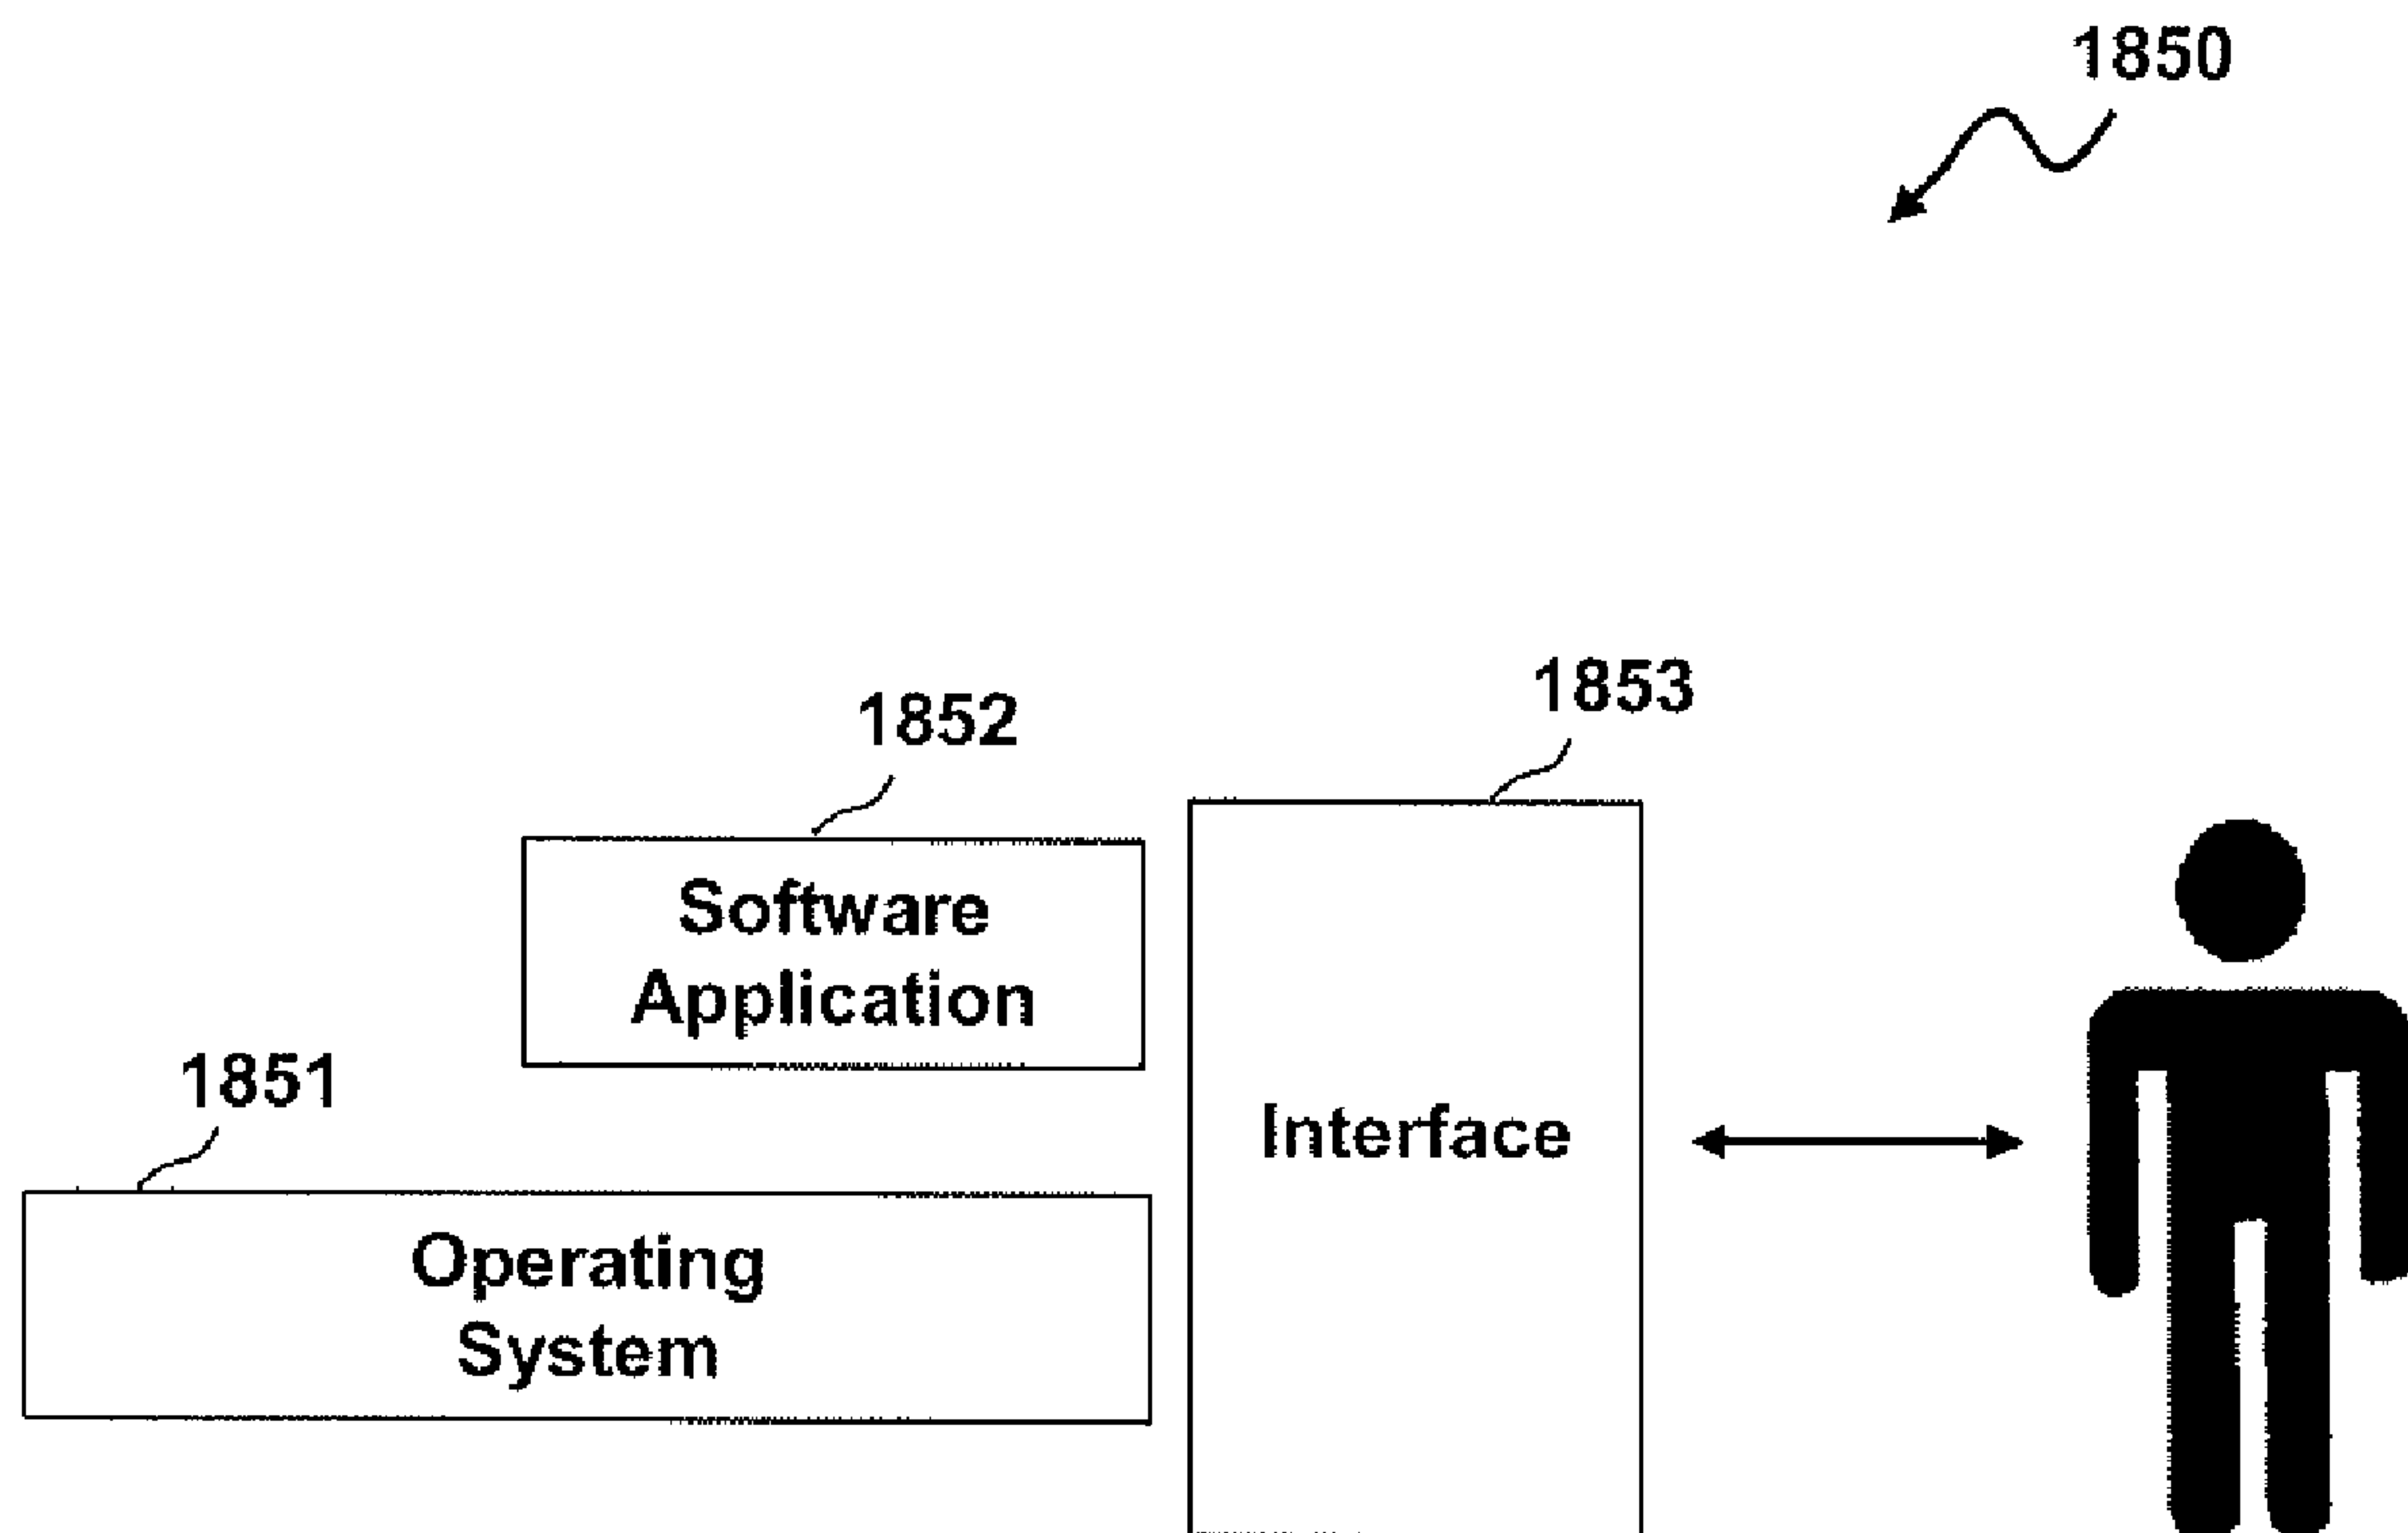 1850
1853
1852
Software
Application
1851
Interface
Operating
System